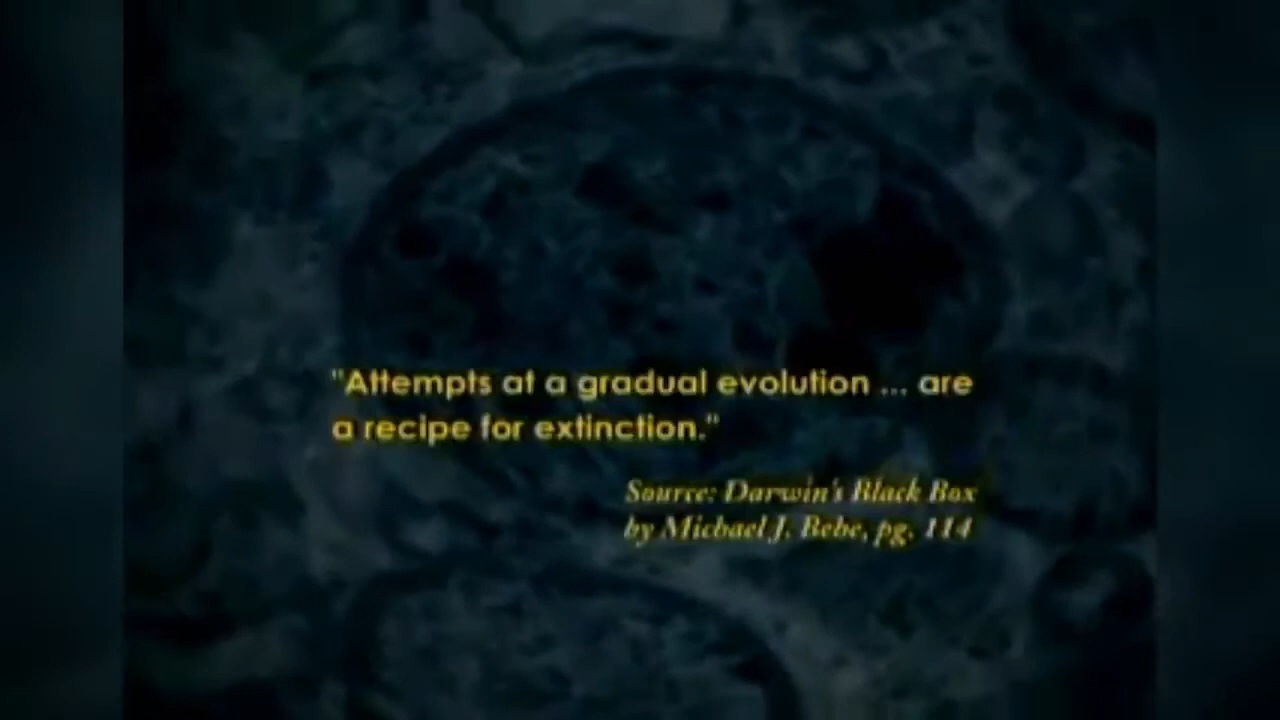 "Attempts at a gradual evolution ... are
a recipe for extinction."
Source: Darwin's Black Box
by Michael J. Behe, pg. 114